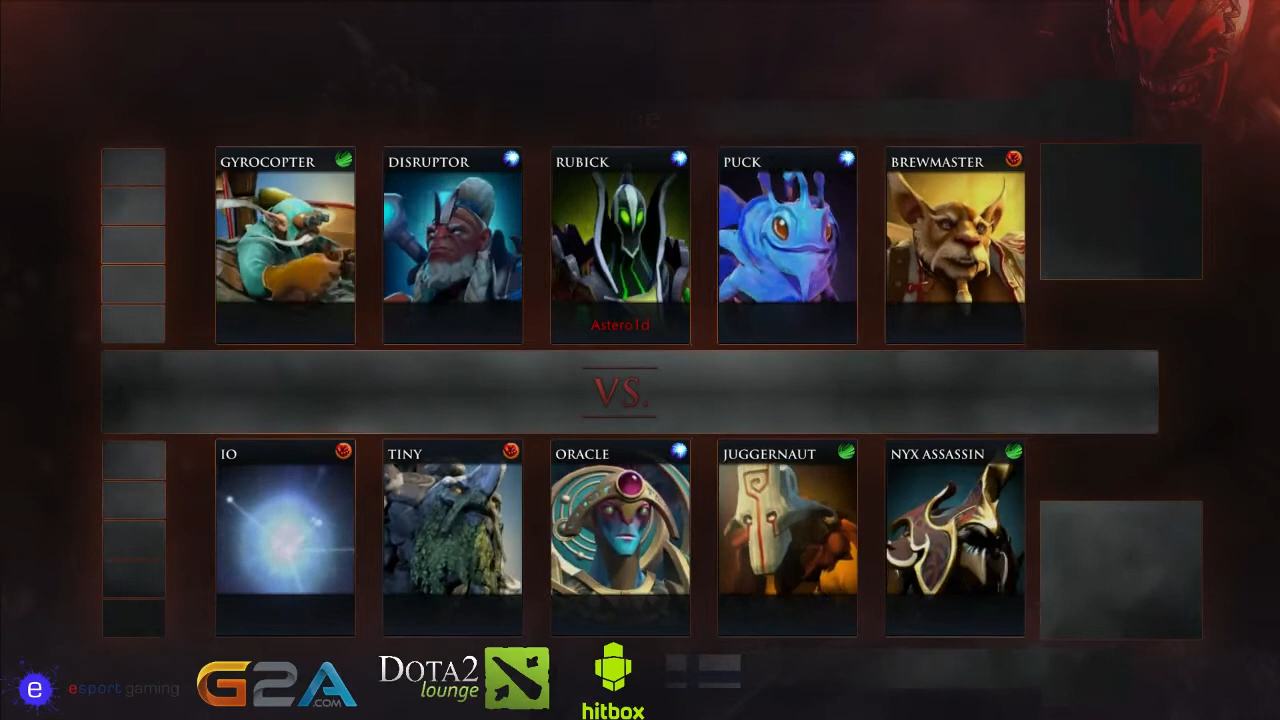 GYROCOPTER
DISRUPTOR
RUBICK
PUCK
BREWMASTER
Astero1d
VS.
IO
TINY
ORACLE
JUGGERNAUT
NYX ASSASSIN
e esport gaming
G2A
.COM
DOTA2
lounge
hitbox